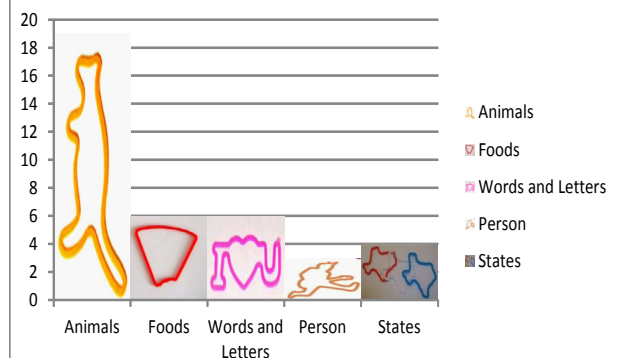 20
18
16
14
12
10
8
6
4
2
0
Animals
Foods
Words and
Letters
Person
States
Animals
Foods
Words and Letters
Person
States